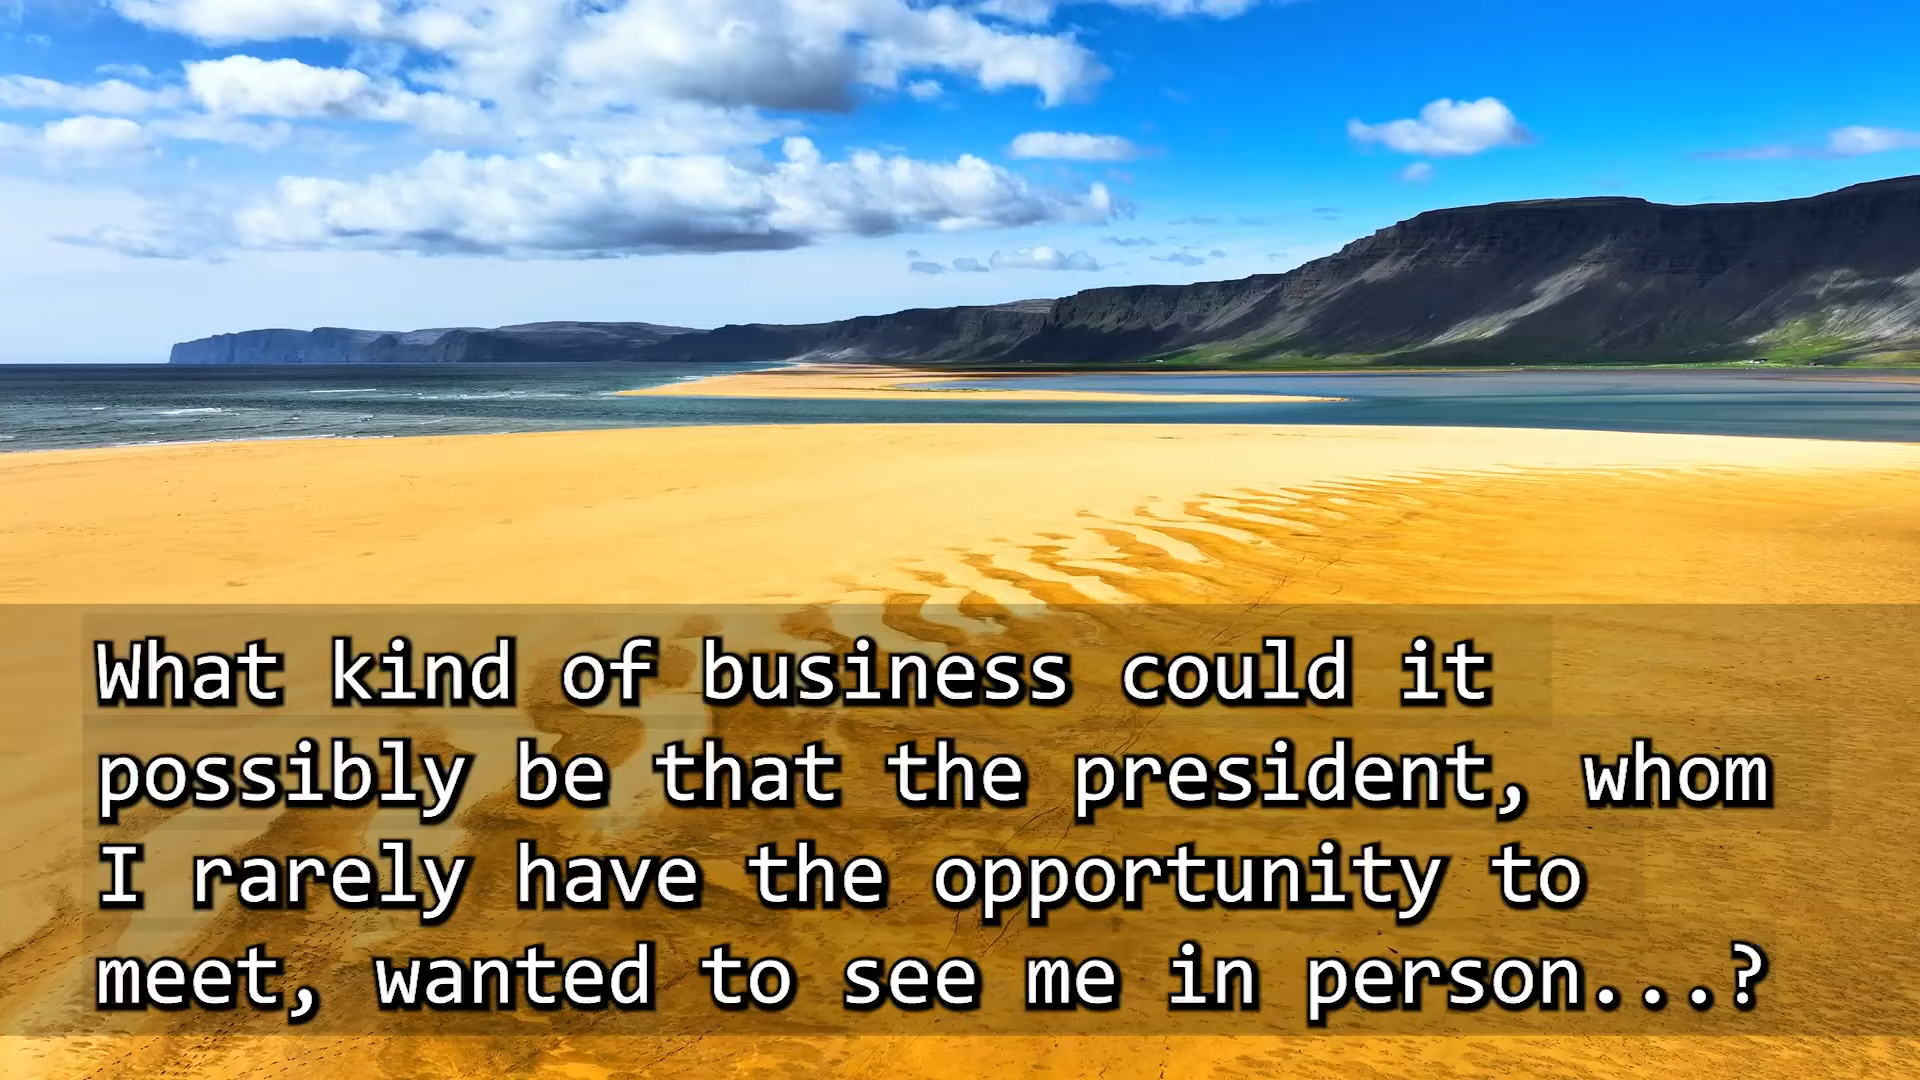 What kind of business could it
possibly be that the president, whom
I rarely have the opportunity to
meet, wanted to see me in person...?